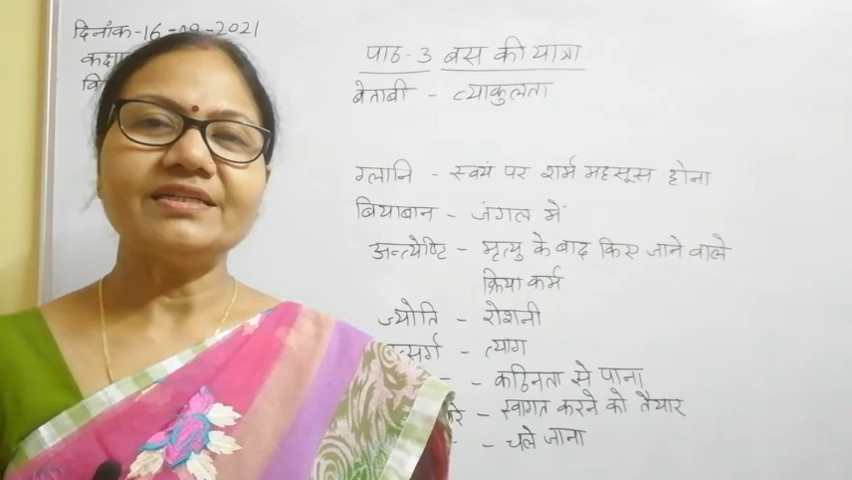 दिनांक-16-09-2021
कक्षा
वि
पाठ-3 बस की यात्रा
बेताबी - व्याकुलता
ग्लानि - स्वयं पर शर्म महसूस होना
बियाबान - जंगल में
अन्त्येष्टि - मृत्यु के बाद किए जाने वाले
क्रिया कर्म
ज्योति - रोशनी
त्सर्ग - त्याग
- कठिनता से पाना
- स्वागत करने को तैयार
- चले जाना